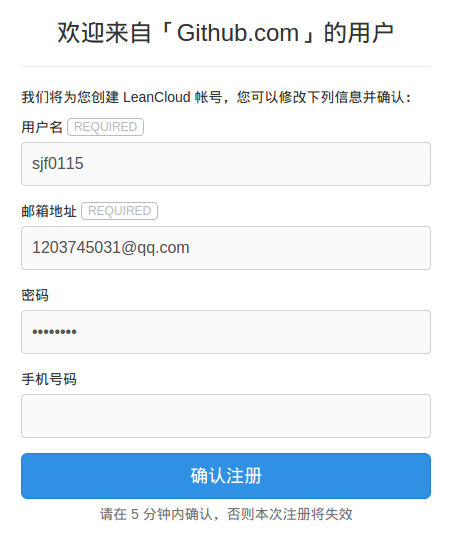 欢迎来自「Github.com」的用户
我们将为您创建 LeanCloud 帐号，您可以修改下列信息并确认：
用户名 REQUIRED
sjf0115
邮箱地址 REQUIRED
1203745031@qq.com
密码
••••••••
手机号码
确认注册
请在 5 分钟内确认，否则本次注册将失效